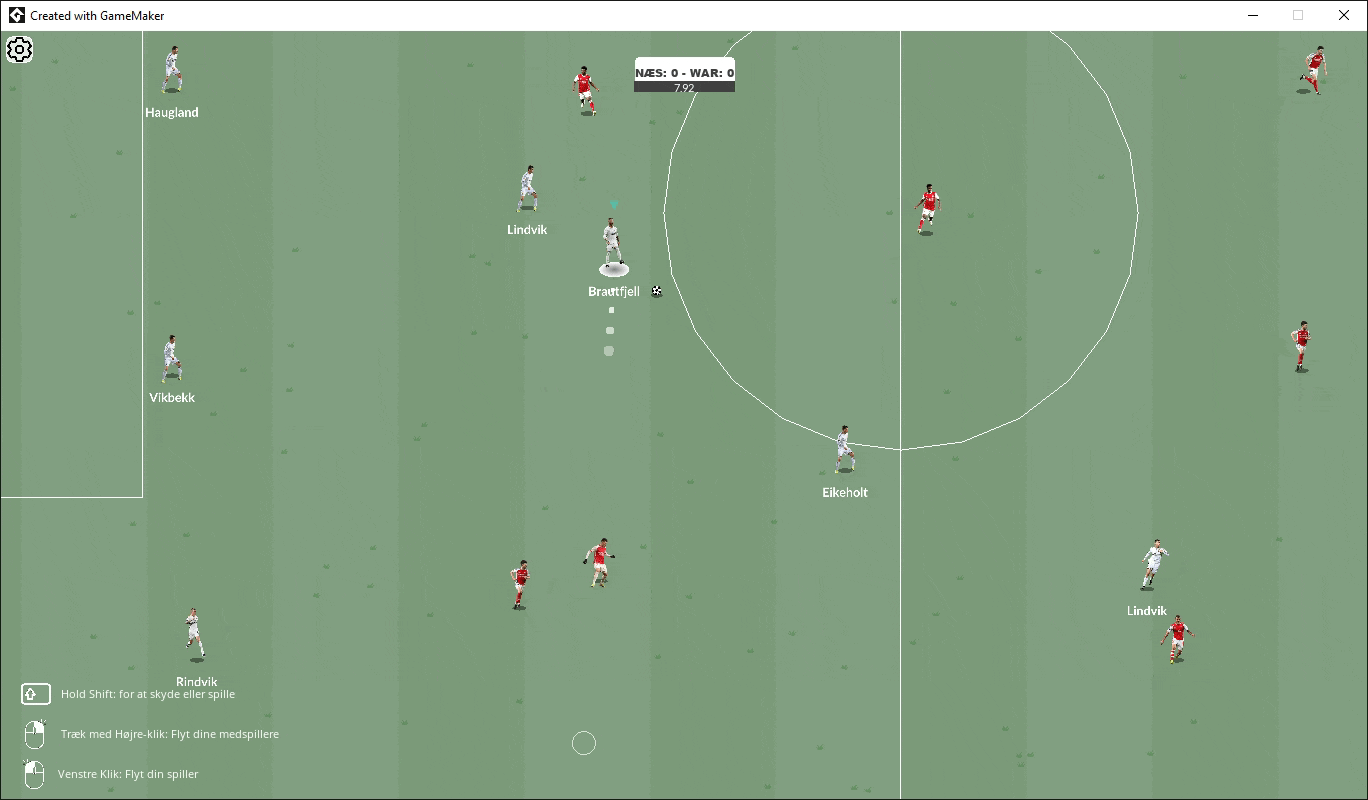 Created with GameMaker
NÆS: 0 - WAR: 0
7.92
Haugland
Lindvik
Brautfjell
Vikbekk
Eikeholt
Lindvik
Rindvik
Hold Shift: for at skyde eller spille
Træk med Højre-klik: Flyt dine medspillere
Venstre Klik: Flyt din spiller